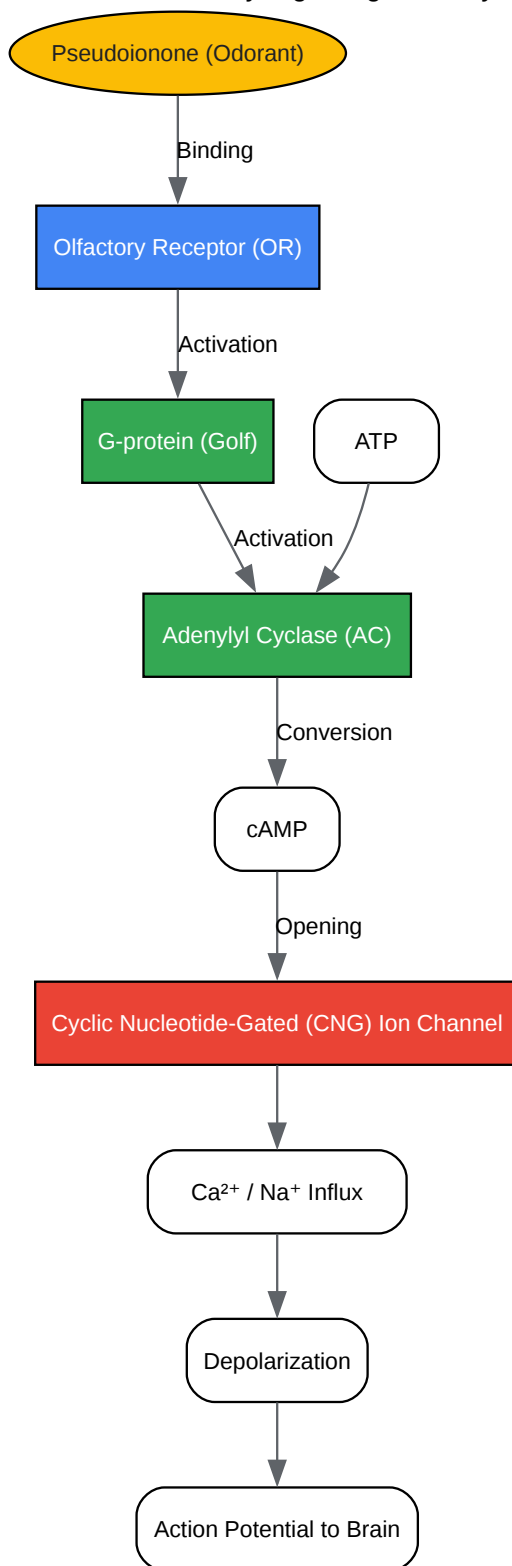 Pseudoionone (Odorant)
Binding
Olfactory Receptor (OR)
Activation
G-protein (Golf)
ATP
Activation
Adenylyl Cyclase (AC)
Conversion
cAMP
Opening
Cyclic Nucleotide-Gated (CNG) Ion Channel
Ca²⁺ / Na⁺ Influx
Depolarization
Action Potential to Brain